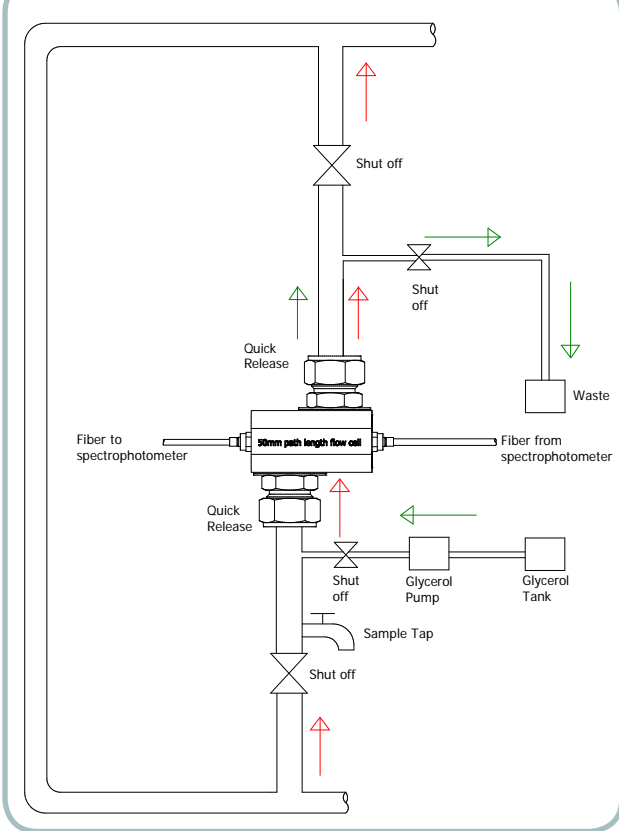 Shut off
Shut
off
Quick
Release
Waste
Fiber to
spectrophotometer
50mm path length flow cell
Fiber from
spectrophotometer
Quick
Release
Shut
off
Glycerol
Pump
Glycerol
Tank
Sample Tap
Shut off